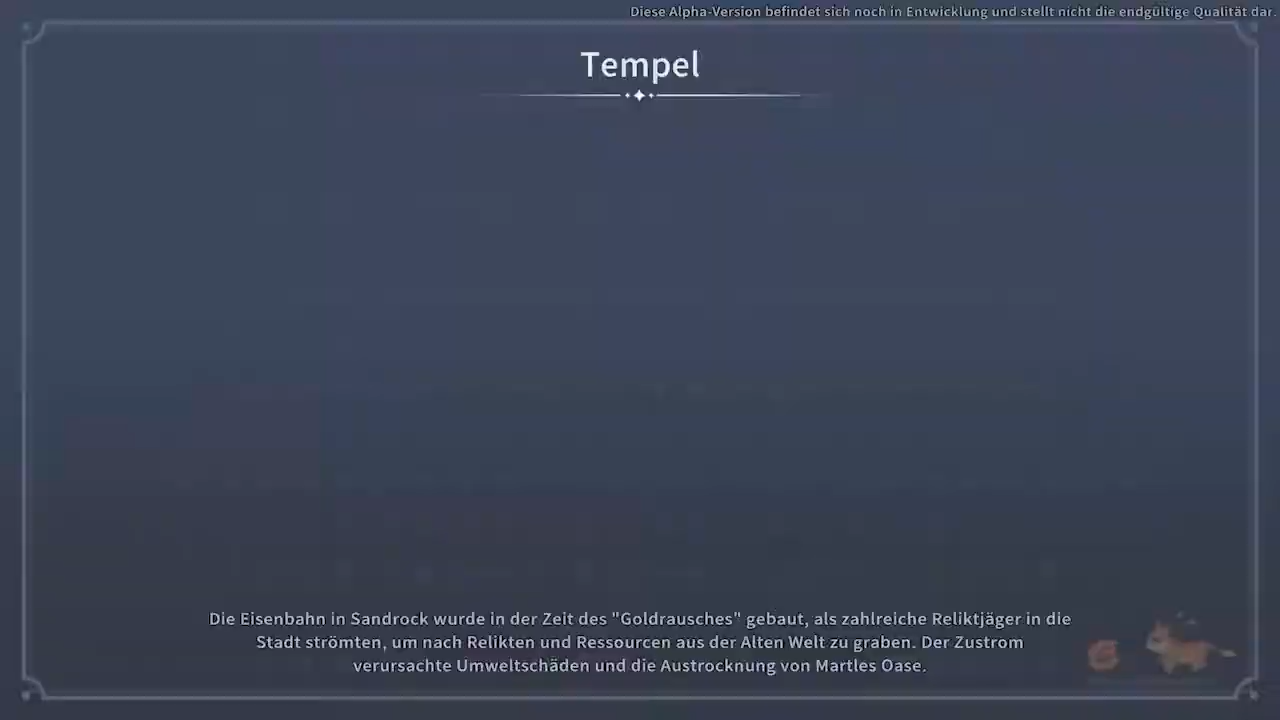 Diese Alpha-Version befindet sich noch in Entwicklung und stellt nicht die endgültige Qualität dar.
Tempel
Die Eisenbahn in Sandrock wurde in der Zeit des "Goldrausches" gebaut, als zahlreiche Reliktjäger in die
Stadt strömten, um nach Relikten und Ressourcen aus der Alten Welt zu graben. Der Zustrom
verursachte Umweltschäden und die Austrocknung von Martles Oase.